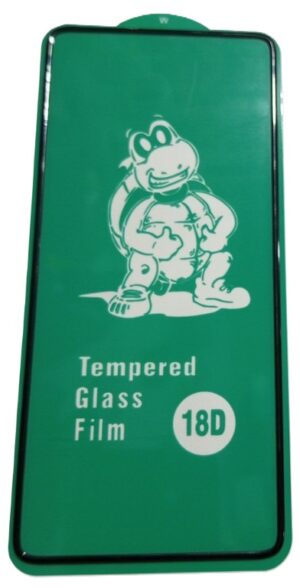 W
Tempered
Glass
Film
18D